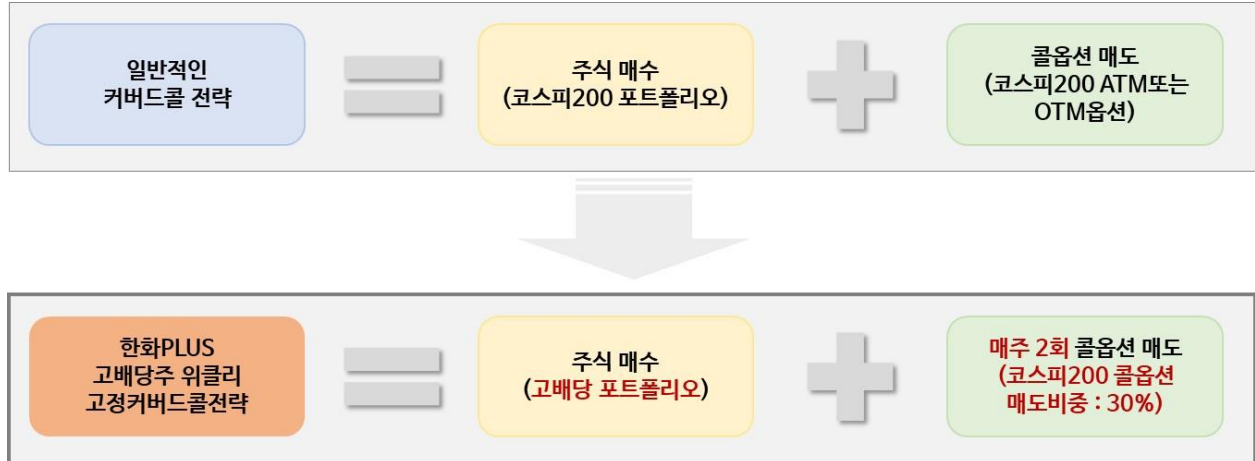 일반적인
커버드콜 전략
주식 매수
(코스피200 포트폴리오)
콜옵션 매도
(코스피200 ATM또는
OTM옵션)
한화PLUS
고배당주 위클리
고정커버드콜전략
주식 매수
(고배당 포트폴리오)
매주 2회 콜옵션 매도
(코스피200 콜옵션
매도비중 : 30%)